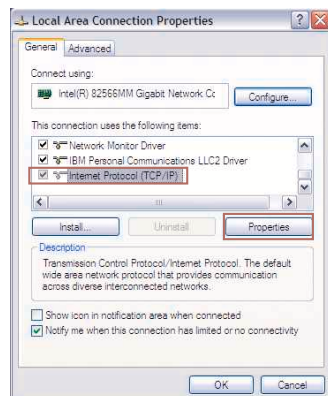 Local Area Connection Properties
General Advanced
Connect using:
Intel(R) 82566MM Gigabit Network Cc
Configure...
This connection uses the following items:
Network Monitor Driver
IBM Personal Communications LLC2 Driver
Internet Protocol (TCP/IP)
Install... Uninstall Properties
Description
Transmission Control Protocol/Internet Protocol. The default
wide area network protocol that provides communication
across diverse interconnected networks.
Show icon in notification area when connected
Notify me when this connection has limited or no connectivity
OK Cancel